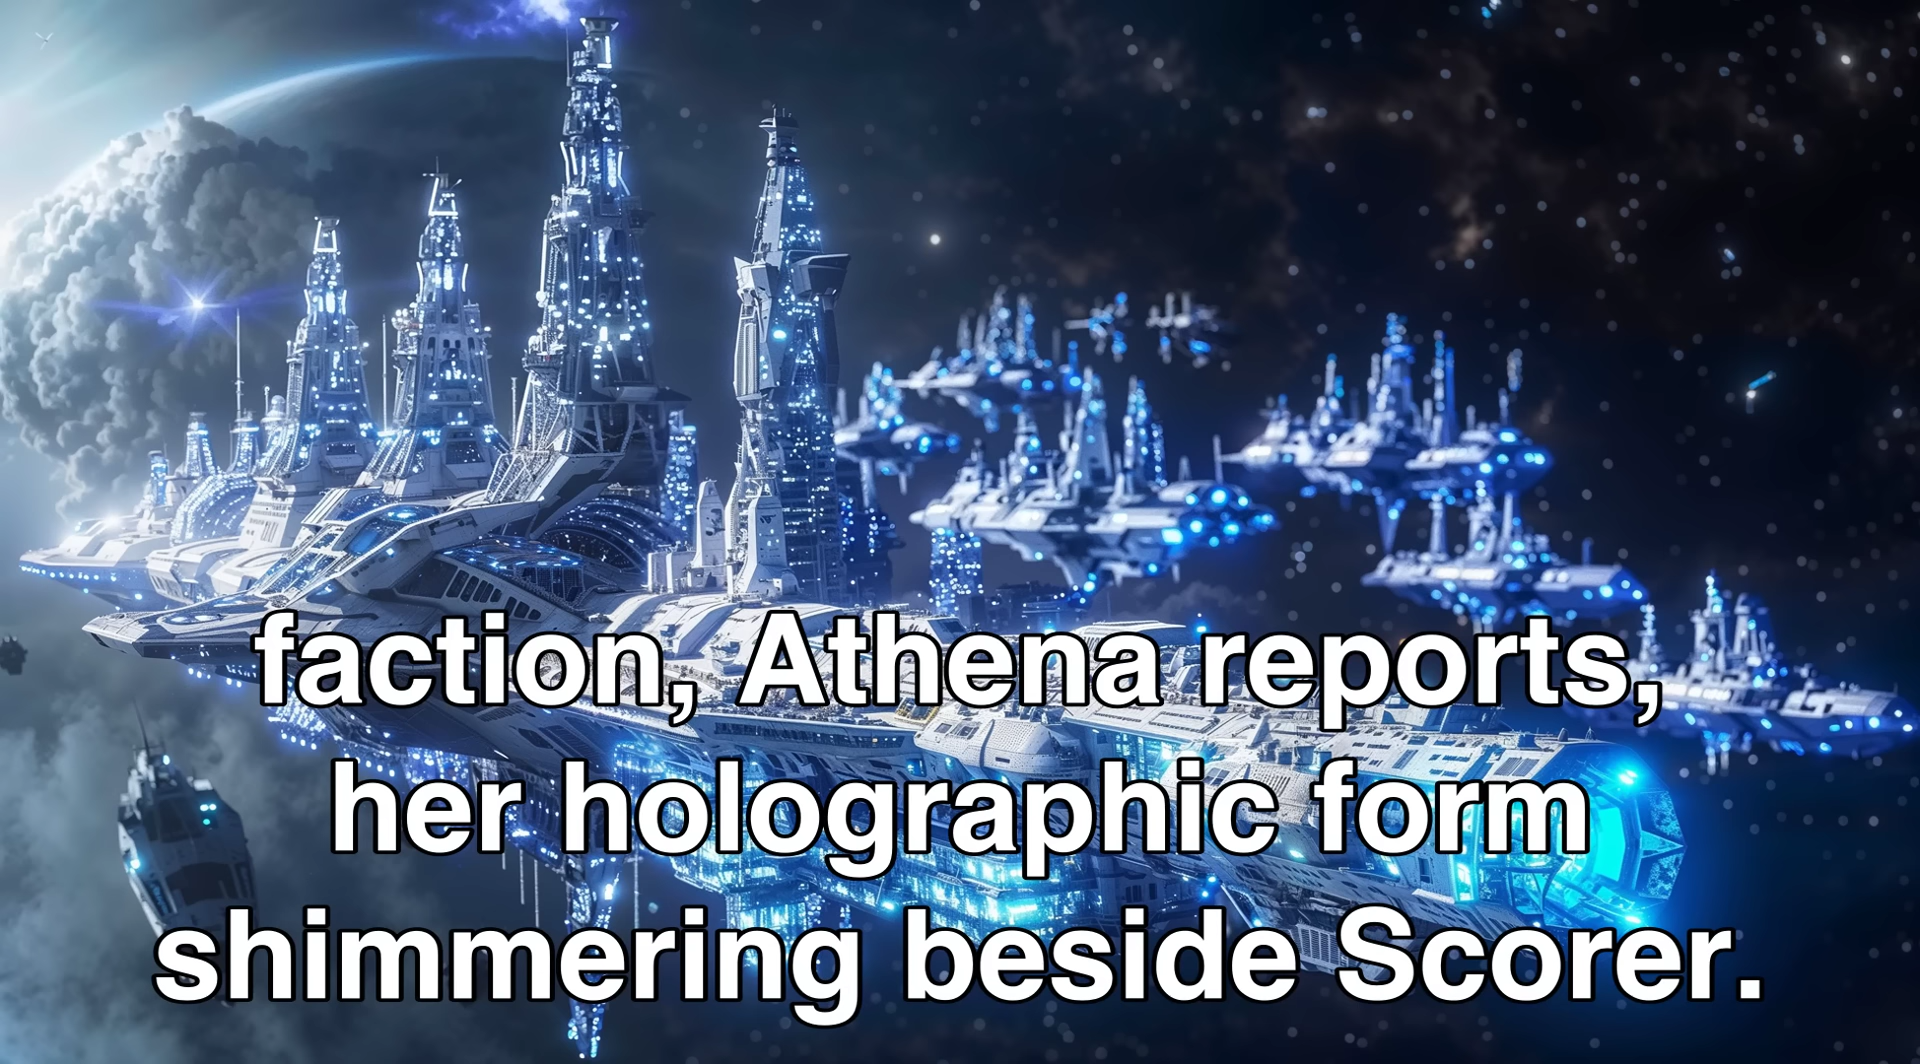 faction, Athena reports,
her holographic form
shimmering beside Scorer.